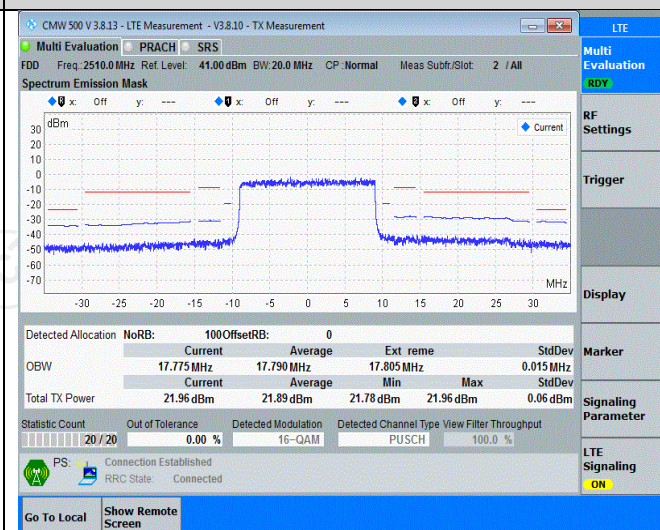 CMW 500 V 3.8.13 - LTE Measurement - V3.8.10 - TX Measurement
LTE
Multi Evaluation PRACH SRS
Multi Evaluation
RDY
FDD Freq.: 2510.0 MHz Ref. Level: 41.00 dBm BW: 20.0 MHz CP : Normal Meas Subfr./Slot: 2 / All
Spectrum Emission Mask
0 x: Off y: --- 1 x: Off y: --- 2 x: Off y: ---
dBm
Current
30
20
10
0
-10
-20
-30
-40
-50
-60
-70
MHz
-30 -25 -20 -15 -10 -5 0 5 10 15 20 25 30
RF Settings
Trigger
Display
Marker
Signaling Parameter
LTE Signaling
ON
Detected Allocation NoRB: 100 OffsetRB: 0
Current Average Ext reme StdDev
OBW 17.775 MHz 17.790 MHz 17.805 MHz 0.015 MHz
Current Average Min Max StdDev
Total TX Power 21.96 dBm 21.89 dBm 21.78 dBm 21.96 dBm 0.06 dBm
Statistic Count Out of Tolerance Detected Modulation Detected Channel Type View Filter Throughput
20 / 20 0.00 % 16-QAM PUSCH 100.0 %
PS: Connection Established
RRC State: Connected
Go To Local
Show Remote Screen